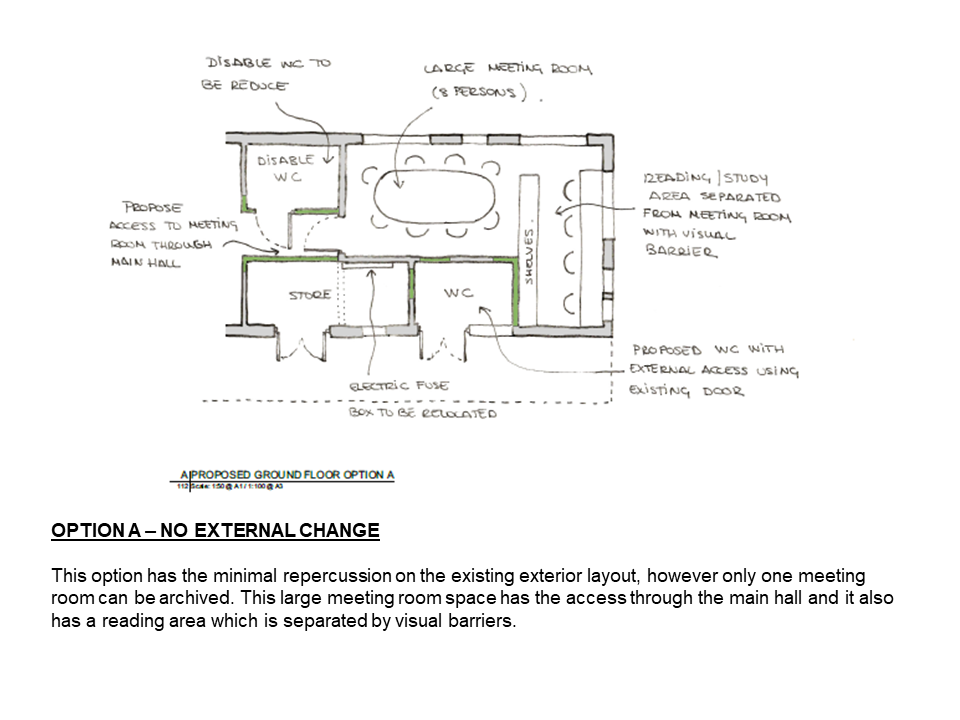 DISABLE WC TO
BE REDUCE
LARGE MEETING ROOM
(8 PERSONS).
DISABLE
WC
READING / STUDY
AREA SEPARATED
FROM MEETING ROOM
WITH VISUAL
BARRIER
PROPOSE
ACCESS TO MEETING
ROOM THROUGH
MAIN HALL
SHELVES.
STORE
WC
PROPOSED WC WITH
EXTERNAL ACCESS USING
EXISTING DOOR
ELECTRIC FUSE
BOX TO BE RELOCATED
A PROPOSED GROUND FLOOR OPTION A
112 Scale: 1:50 @ A1 / 1:100 @ A3
OPTION A – NO EXTERNAL CHANGE
This option has the minimal repercussion on the existing exterior layout, however only one meeting
room can be archived. This large meeting room space has the access through the main hall and it also
has a reading area which is separated by visual barriers.